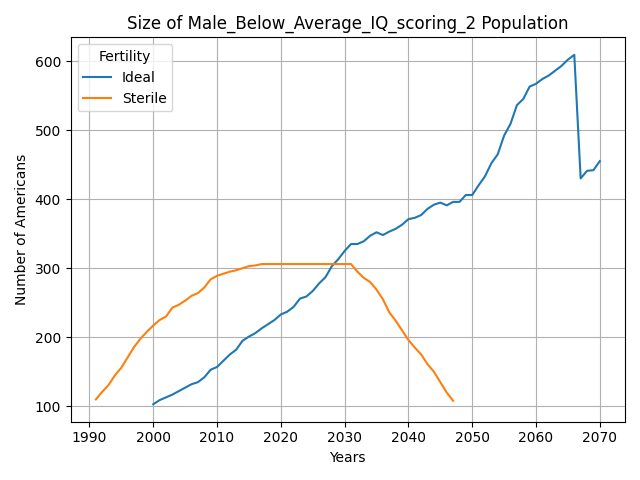 Size of Male_Below_Average_IQ_scoring_2 Population
Fertility
Ideal
Sterile
Number of Americans
600
500
400
300
200
100
1990 2000 2010 2020 2030 2040 2050 2060 2070
Years